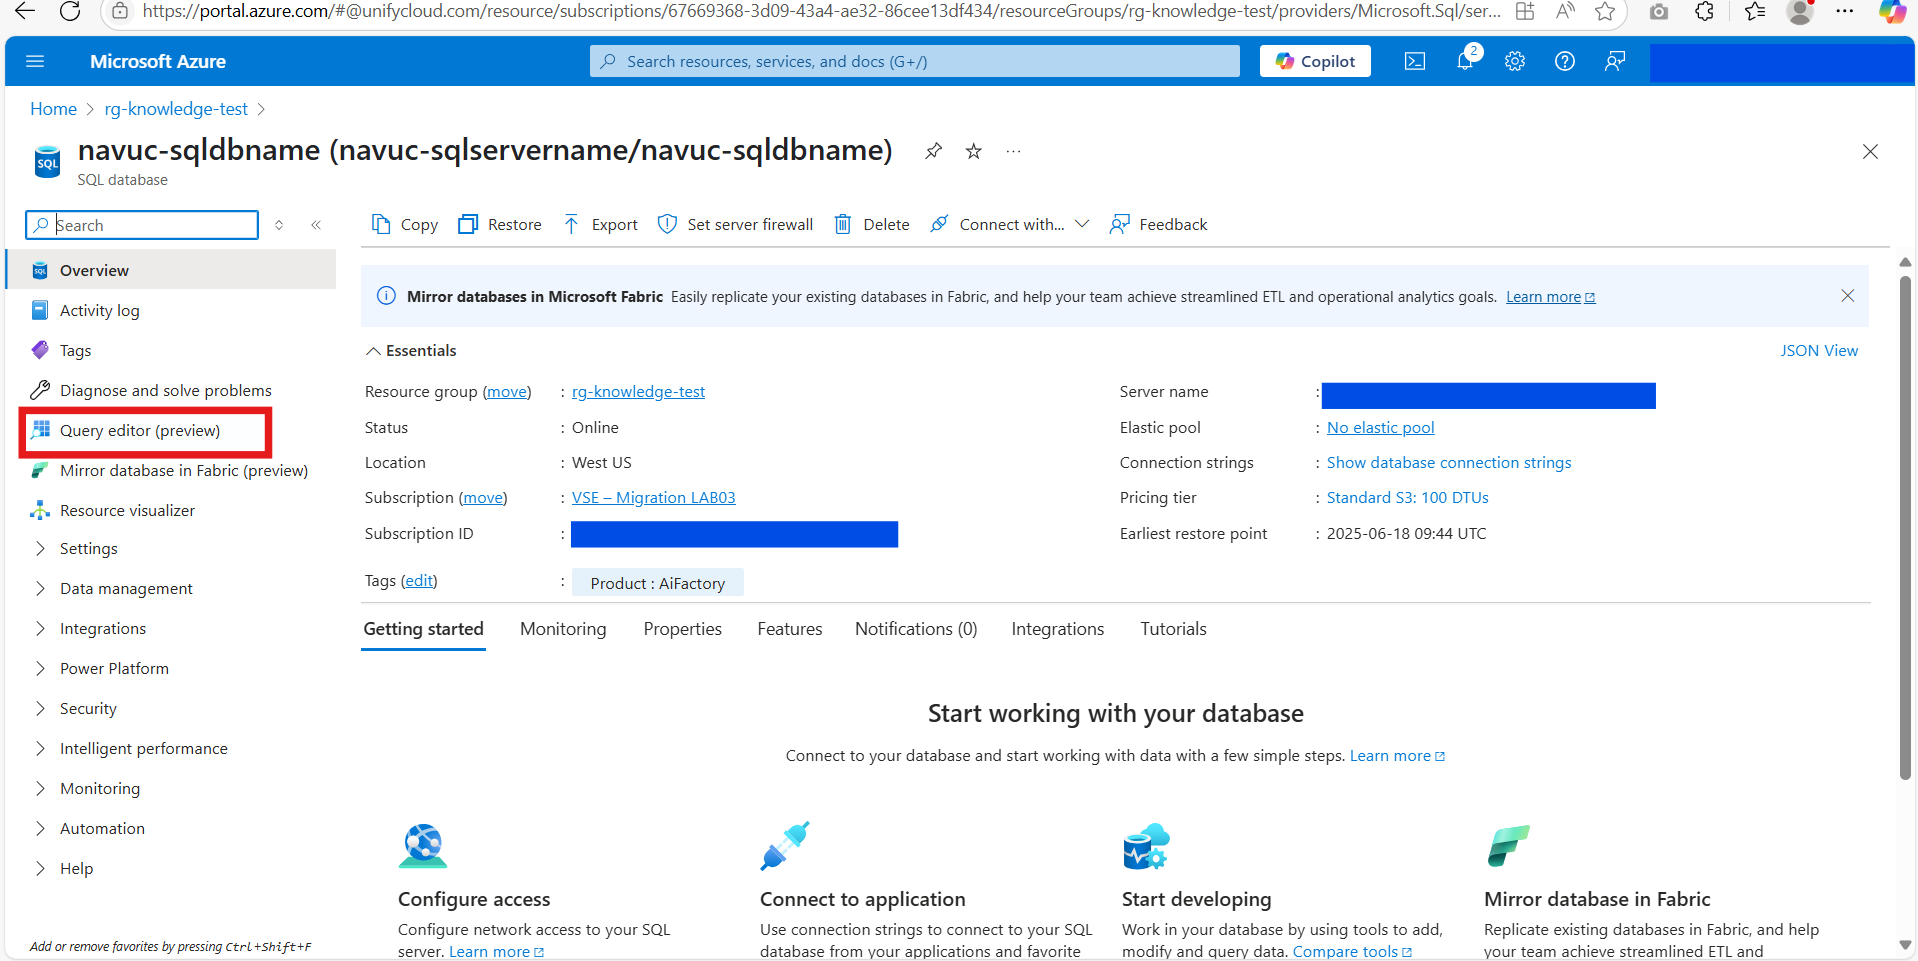 https://portal.azure.com/#@unifycloud.com/resource/subscriptions/67669368-3d09-43a4-ae32-86cee13df434/resourceGroups/rg-knowledge-test/providers/Microsoft.Sql/ser...
Microsoft Azure
Search resources, services, and docs (G+/)
Copilot
2
Home > rg-knowledge-test >
SQL
navuc-sqldbname (navuc-sqlservername/navuc-sqldbname)
SQL database
Search
Copy
Restore
Export
Set server firewall
Delete
Connect with...
Feedback
Overview
Activity log
Tags
Diagnose and solve problems
Query editor (preview)
Mirror database in Fabric (preview)
Resource visualizer
Settings
Data management
Integrations
Power Platform
Security
Intelligent performance
Monitoring
Automation
Help
Add or remove favorites by pressing Ctrl+Shift+F
Mirror databases in Microsoft Fabric Easily replicate your existing databases in Fabric, and help your team achieve streamlined ETL and operational analytics goals. Learn more
Essentials
JSON View
Resource group (move) : rg-knowledge-test
Status : Online
Location : West US
Subscription (move) : VSE – Migration LAB03
Subscription ID :
Server name :
Elastic pool : No elastic pool
Connection strings : Show database connection strings
Pricing tier : Standard S3: 100 DTUs
Earliest restore point : 2025-06-18 09:44 UTC
Tags (edit) : Product : AiFactory
Getting started
Monitoring
Properties
Features
Notifications (0)
Integrations
Tutorials
Start working with your database
Connect to your database and start working with data with a few simple steps. Learn more
Configure access
Configure network access to your SQL
server. Learn more
Connect to application
Use connection strings to connect to your SQL
database from your applications and favorite
Start developing
Work in your database by using tools to add,
modify and query data. Compare tools
Mirror database in Fabric
Replicate existing databases in Fabric, and help
your team achieve streamlined ETL and